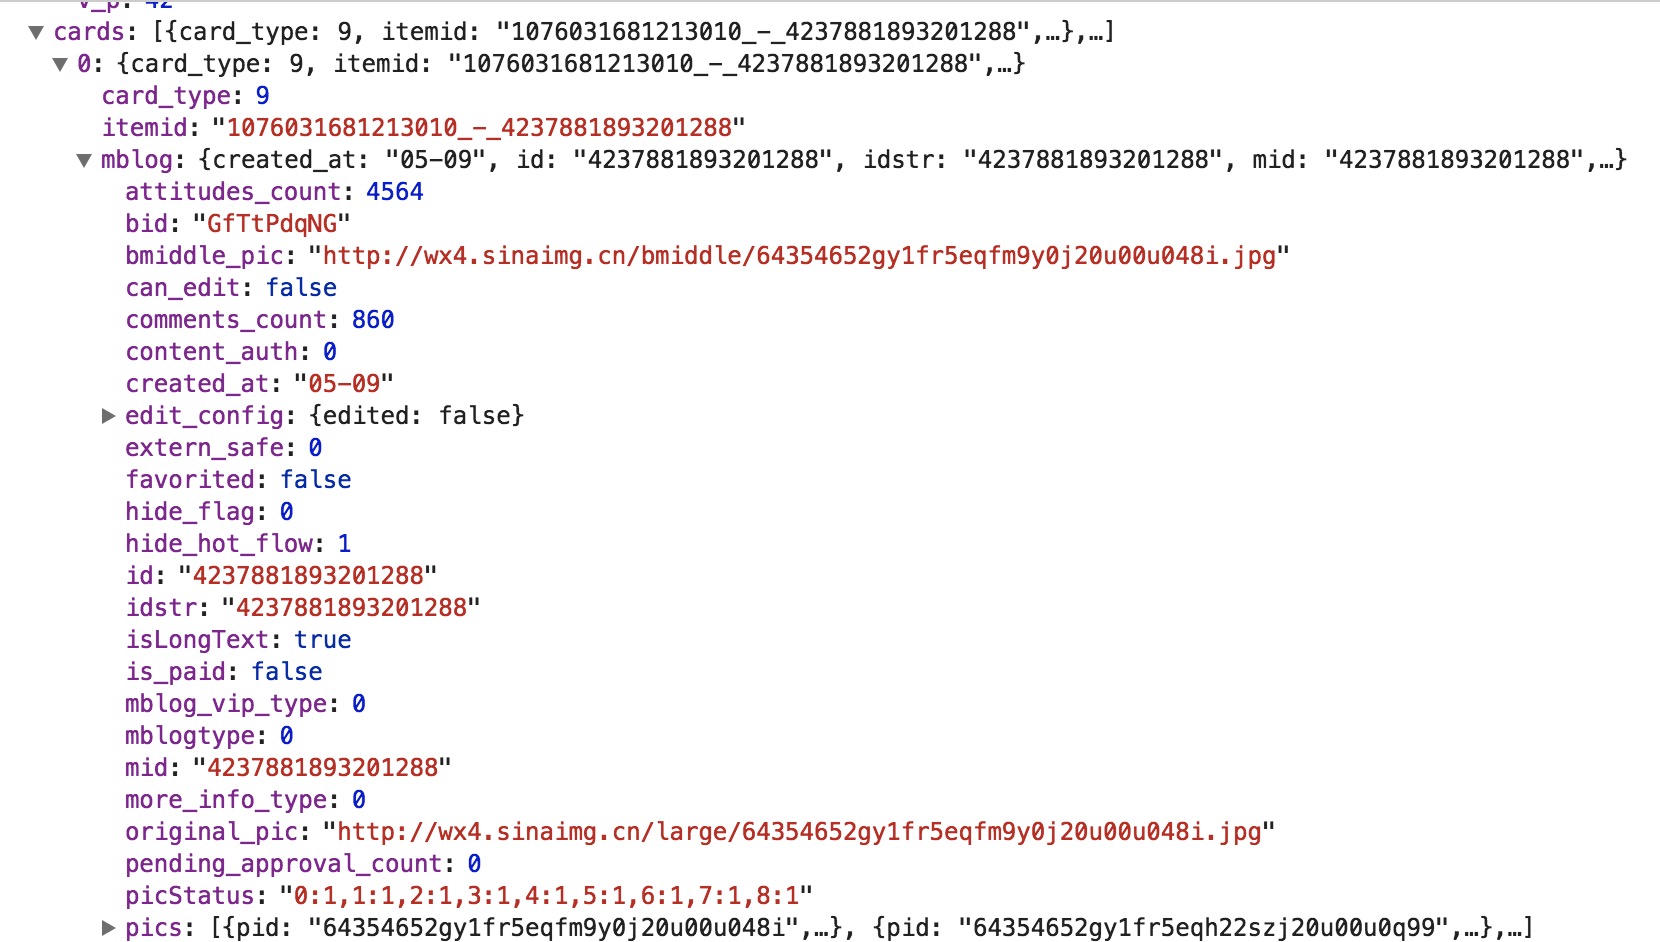 v_p: 42
▼ cards: [{card_type: 9, itemid: "1076031681213010_-_4237881893201288",…},…]
▼ 0: {card_type: 9, itemid: "1076031681213010_-_4237881893201288",…}
card_type: 9
itemid: "1076031681213010_-_4237881893201288"
▼ mblog: {created_at: "05-09", id: "4237881893201288", idstr: "4237881893201288", mid: "4237881893201288",…}
attitudes_count: 4564
bid: "GfTtPdqNG"
bmiddle_pic: "http://wx4.sinaimg.cn/bmiddle/64354652gy1fr5eqfm9y0j20u00u048i.jpg"
can_edit: false
comments_count: 860
content_auth: 0
created_at: "05-09"
▶ edit_config: {edited: false}
extern_safe: 0
favorited: false
hide_flag: 0
hide_hot_flow: 1
id: "4237881893201288"
idstr: "4237881893201288"
isLongText: true
is_paid: false
mblog_vip_type: 0
mblogtype: 0
mid: "4237881893201288"
more_info_type: 0
original_pic: "http://wx4.sinaimg.cn/large/64354652gy1fr5eqfm9y0j20u00u048i.jpg"
pending_approval_count: 0
picStatus: "0:1,1:1,2:1,3:1,4:1,5:1,6:1,7:1,8:1"
▶ pics: [{pid: "64354652gy1fr5eqfm9y0j20u00u048i",…}, {pid: "64354652gy1fr5eqh22szj20u00u0q99",…},…]